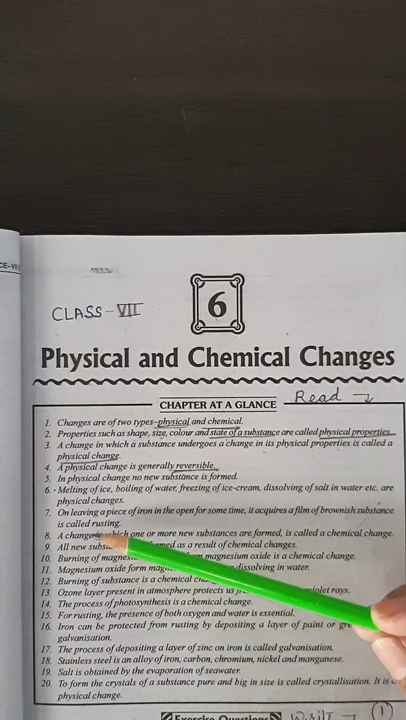 CLASS-VII
6
Physical and Chemical Changes
Read
CHAPTER AT A GLANCE
1. Changes are of two types-physical and chemical.
2. Properties such as shape, size, colour and state of a substance are called physical properties.
3. A change in which a substance undergoes a change in its physical properties is called a
physical change.
4. A physical change is generally reversible.
5. In physical change no new substance is formed.
6. Melting of ice, boiling of water, freezing of ice-cream, dissolving of salt in water etc. are
physical changes.
7. On leaving a piece of iron in the open for some time, it acquires a film of brownish substance
is called rusting.
8. A change in which one or more new substances are formed, is called a chemical change.
9. All new formed as a result of chemical changes.
10. Burning of magnesium oxide is a chemical change.
11. Magnesium oxide form dissolving in water.
12. Burning of substance is a chemical
13. Ozone layer present in atmosphere protects us rays.
14. The process of photosynthesis is a chemical change.
15. For rusting, the presence of both oxygen and water is essential.
16. Iron can be protected from rusting by depositing a layer of paint or
galvanisation.
17. The process of depositing a layer of zinc on iron is called galvanisation.
18. Stainless steel is an alloy of iron, carbon, chromium, nickel and manganese.
19. Salt is obtained by the evaporation of seawater.
20. To form the crystals of a substance pure and big in size is called crystallisation. It is
physical change.
Exercise Questions